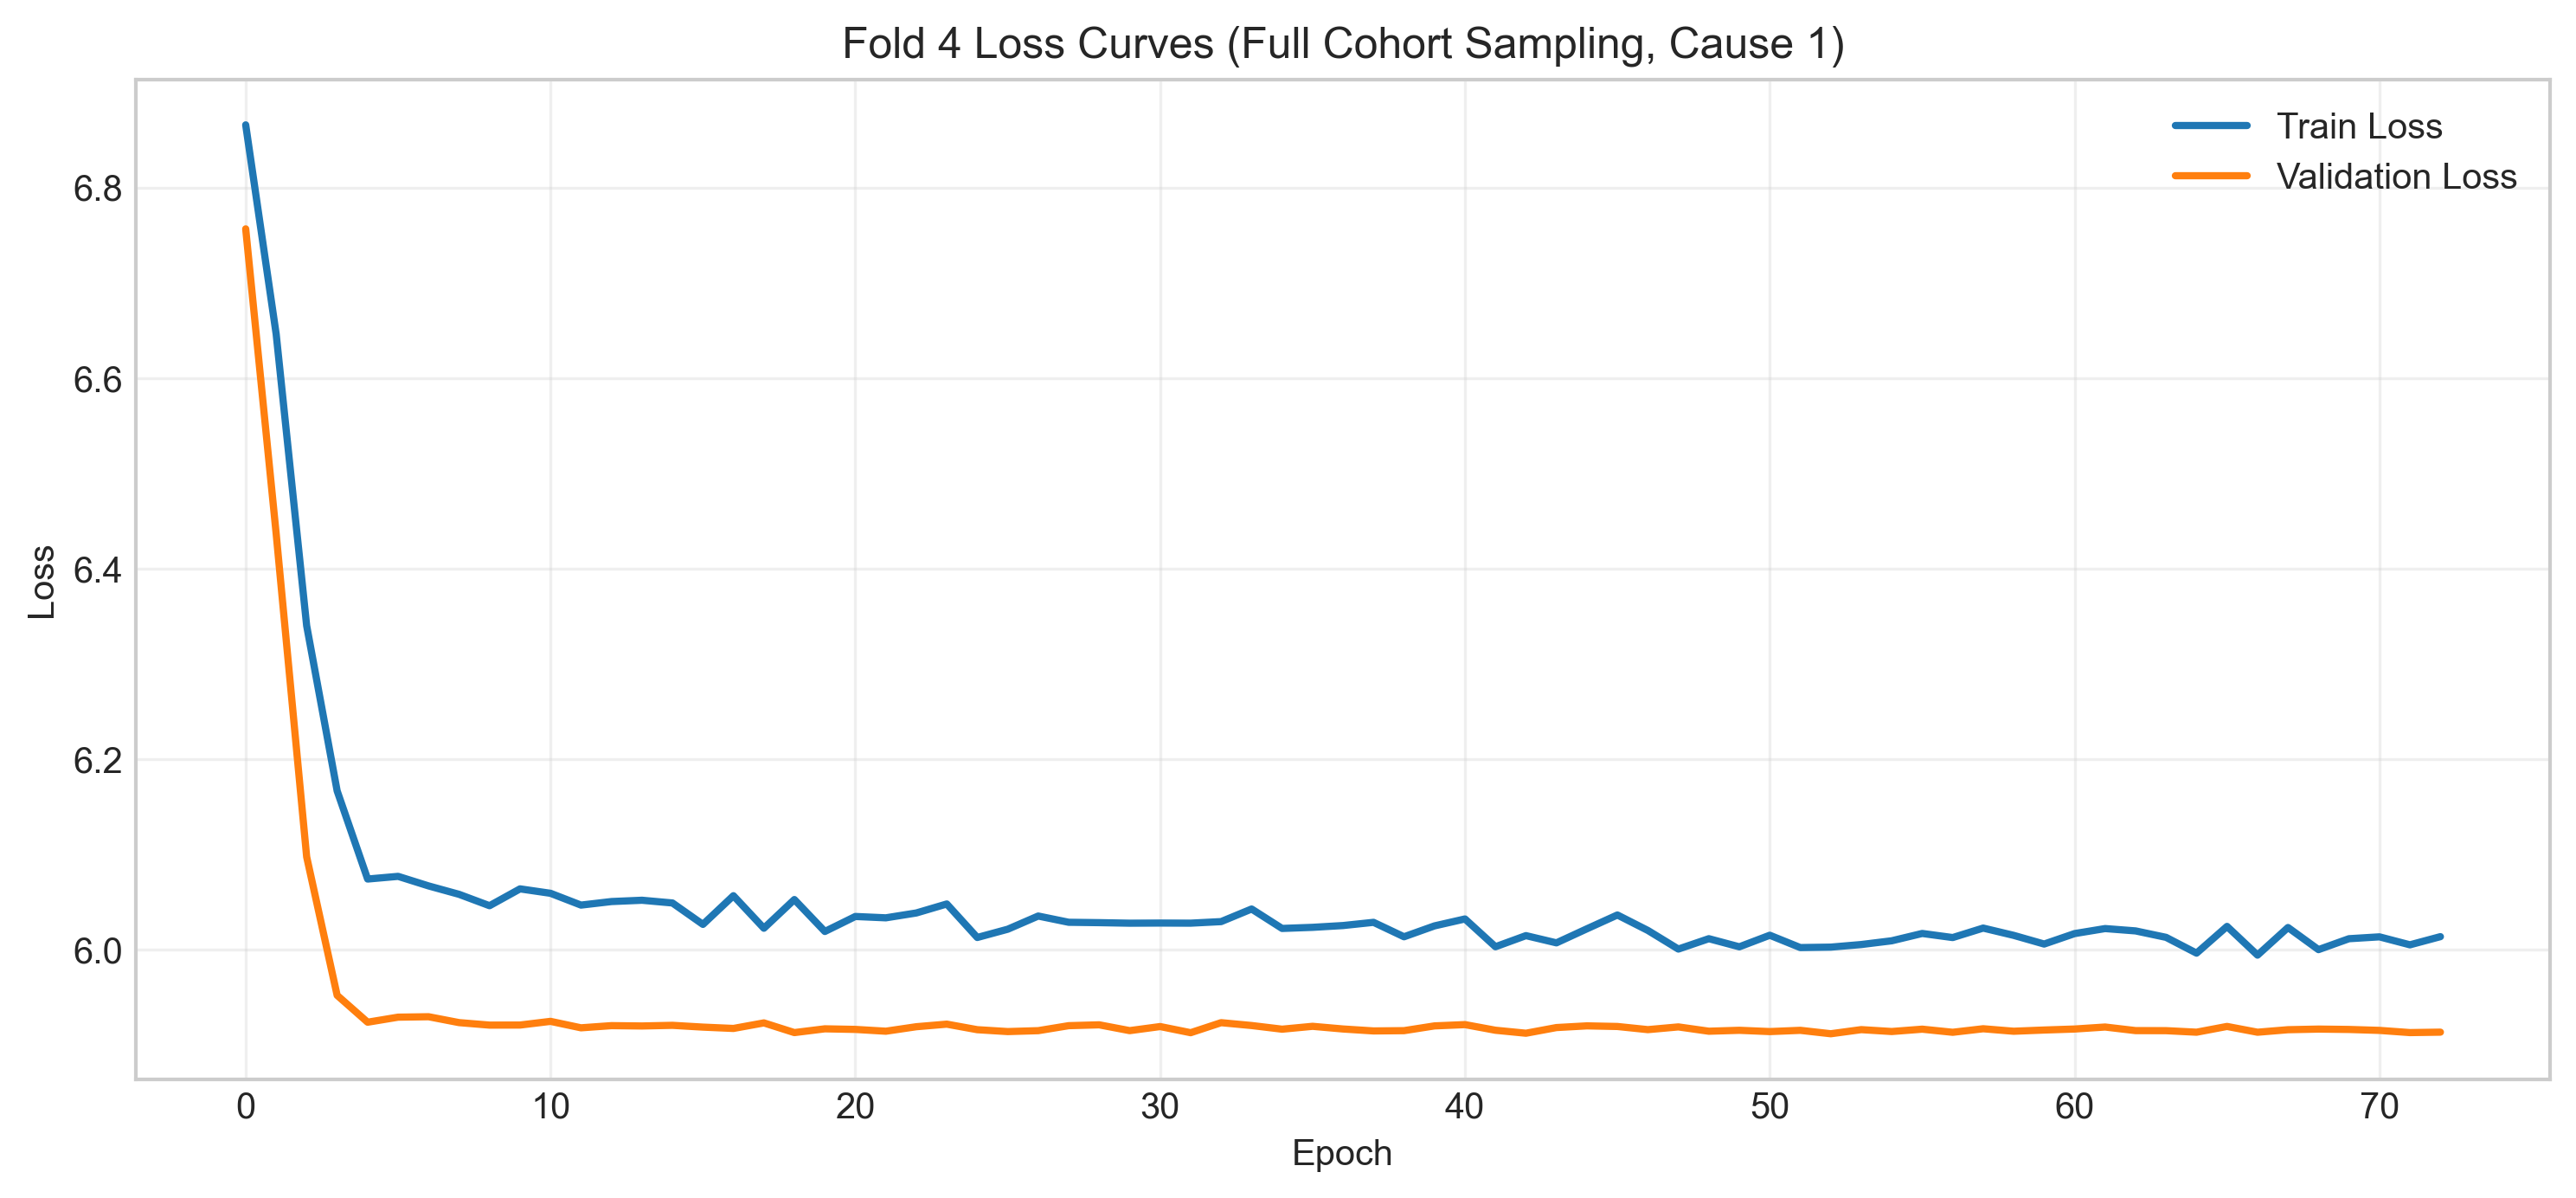 Fold 4 Loss Curves (Full Cohort Sampling, Cause 1)
Train Loss
Validation Loss
6.8
6.6
6.4
6.2
6.0
Loss
0 10 20 30 40 50 60 70
Epoch